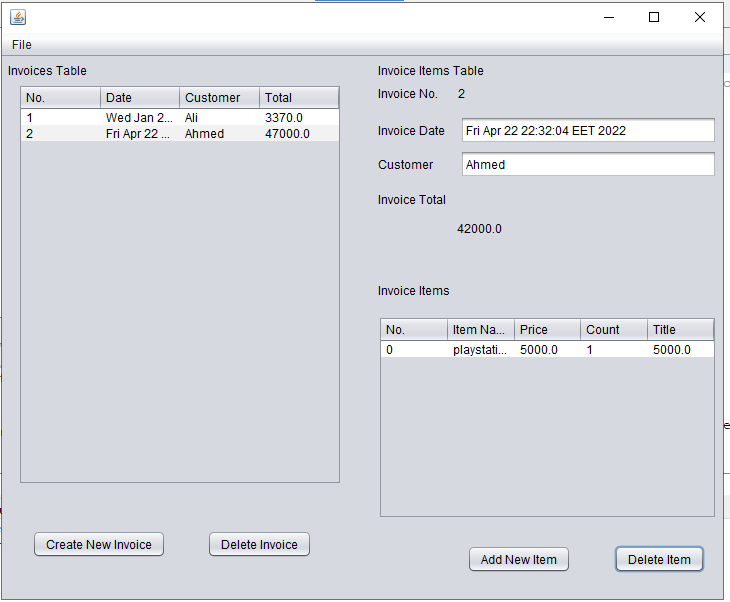 File
Invoices Table
No. Date Customer Total
1 Wed Jan 2... Ali 3370.0
2 Fri Apr 22 ... Ahmed 47000.0
Create New Invoice Delete Invoice
Invoice Items Table
Invoice No. 2
Invoice Date Fri Apr 22 22:32:04 EET 2022
Customer Ahmed
Invoice Total
42000.0
Invoice Items
No. Item Na... Price Count Title
0 playstati... 5000.0 1 5000.0
Add New Item Delete Item